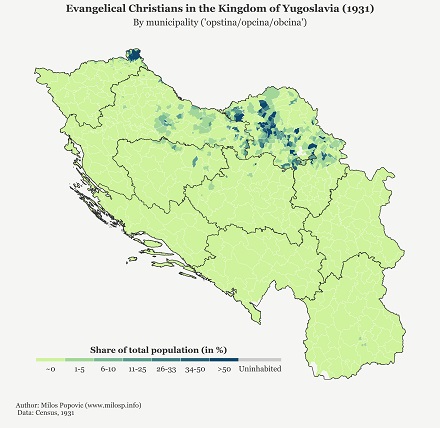 Evangelical Christians in the Kingdom of Yugoslavia (1931)
By municipality ('opstina/opcina/obcina')
Share of total population (in %)
~0 1-5 6-10 11-25 26-33 34-50 >50 Uninhabited
Author: Milos Popovic (www.milosp.info)
Data: Census, 1931